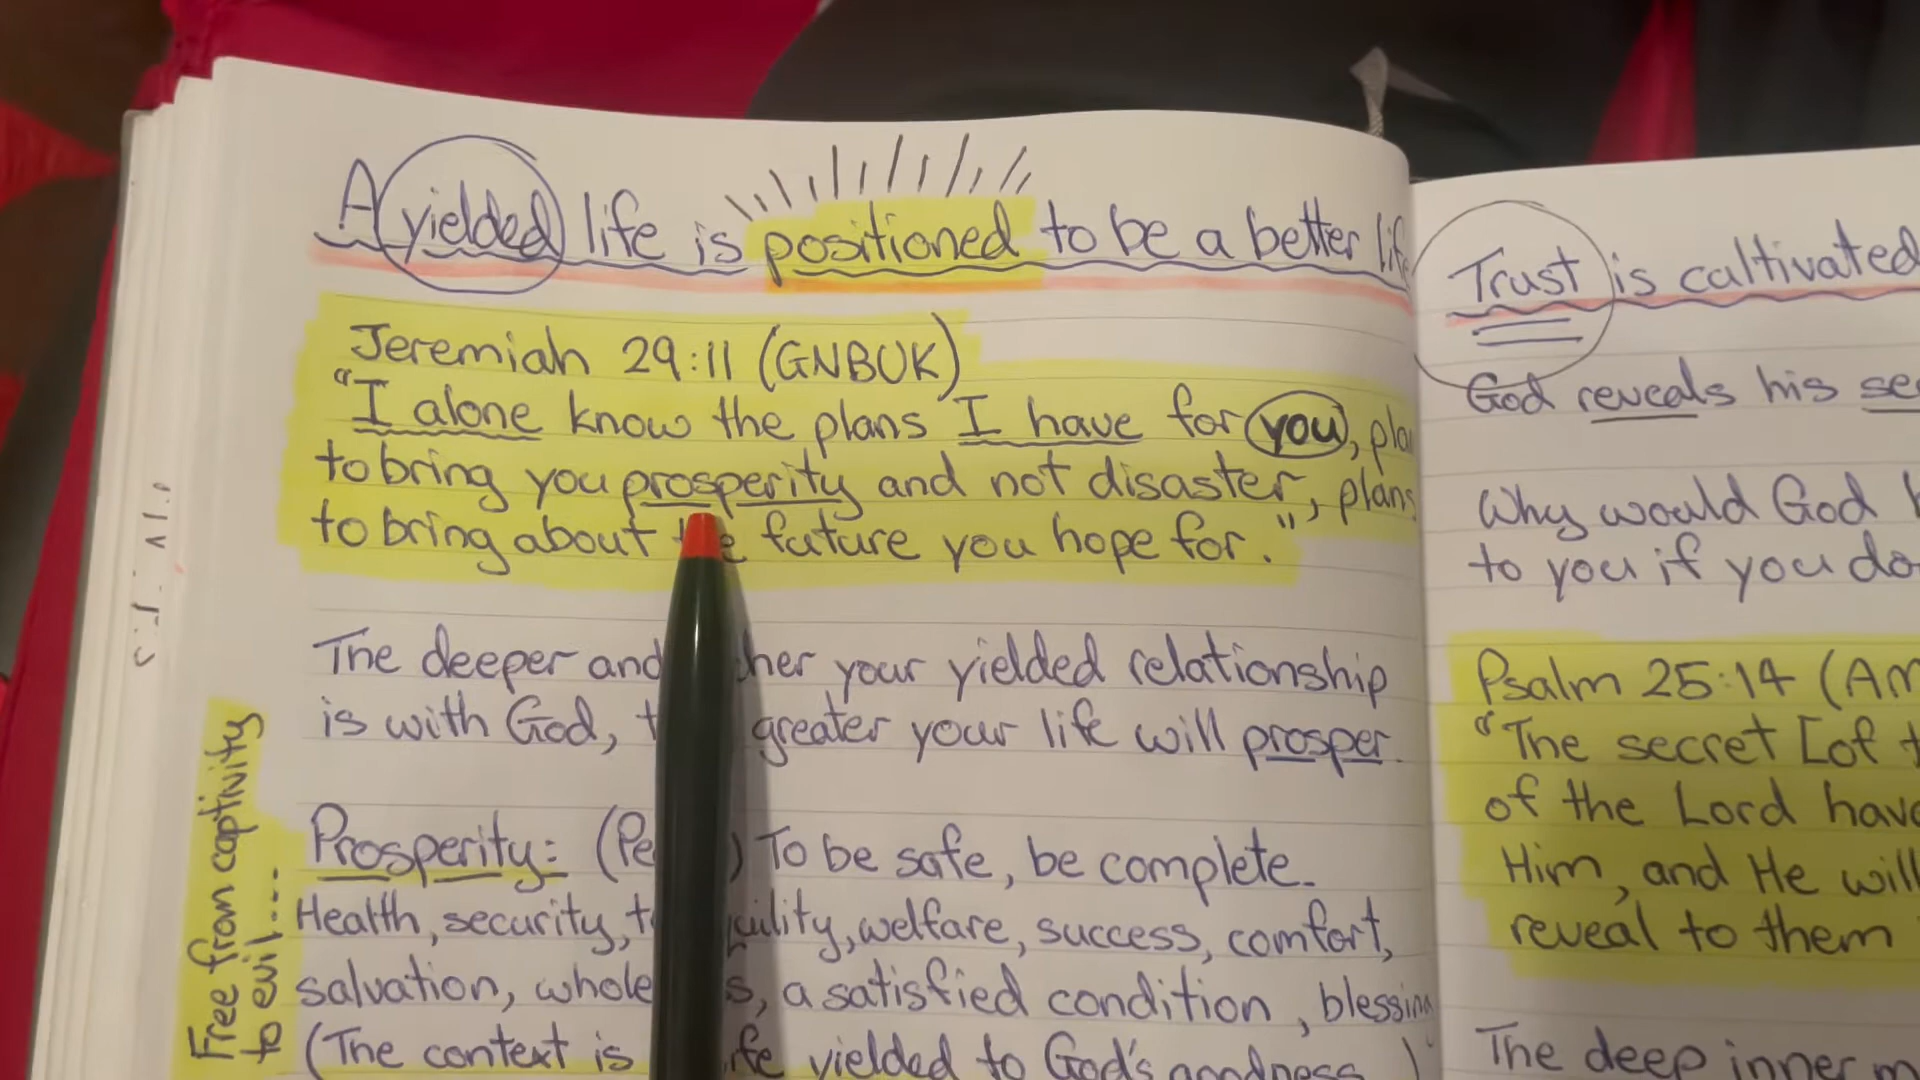 A yielded life is positioned to be a better
Jeremiah 29:11 (GNBUK)
"I alone know the plans I have for you,
to bring you prosperity and not disaster, plans
to bring about future you hope for."
The deeper and your yielded relationship
is with God, greater your life will prosper.
Prosperity: To be safe, be complete.
Health, security, welfare, success, comfort,
salvation, a satisfied condition,
(The context is yielded to God's goodness.)
Free from captivity
to evil....
Trust is caltivated
God reveals his
Why would God
to you if you
Psalm 25:14
"The secret [of
of the Lord
Him, and He will
reveal to them
The deep inner